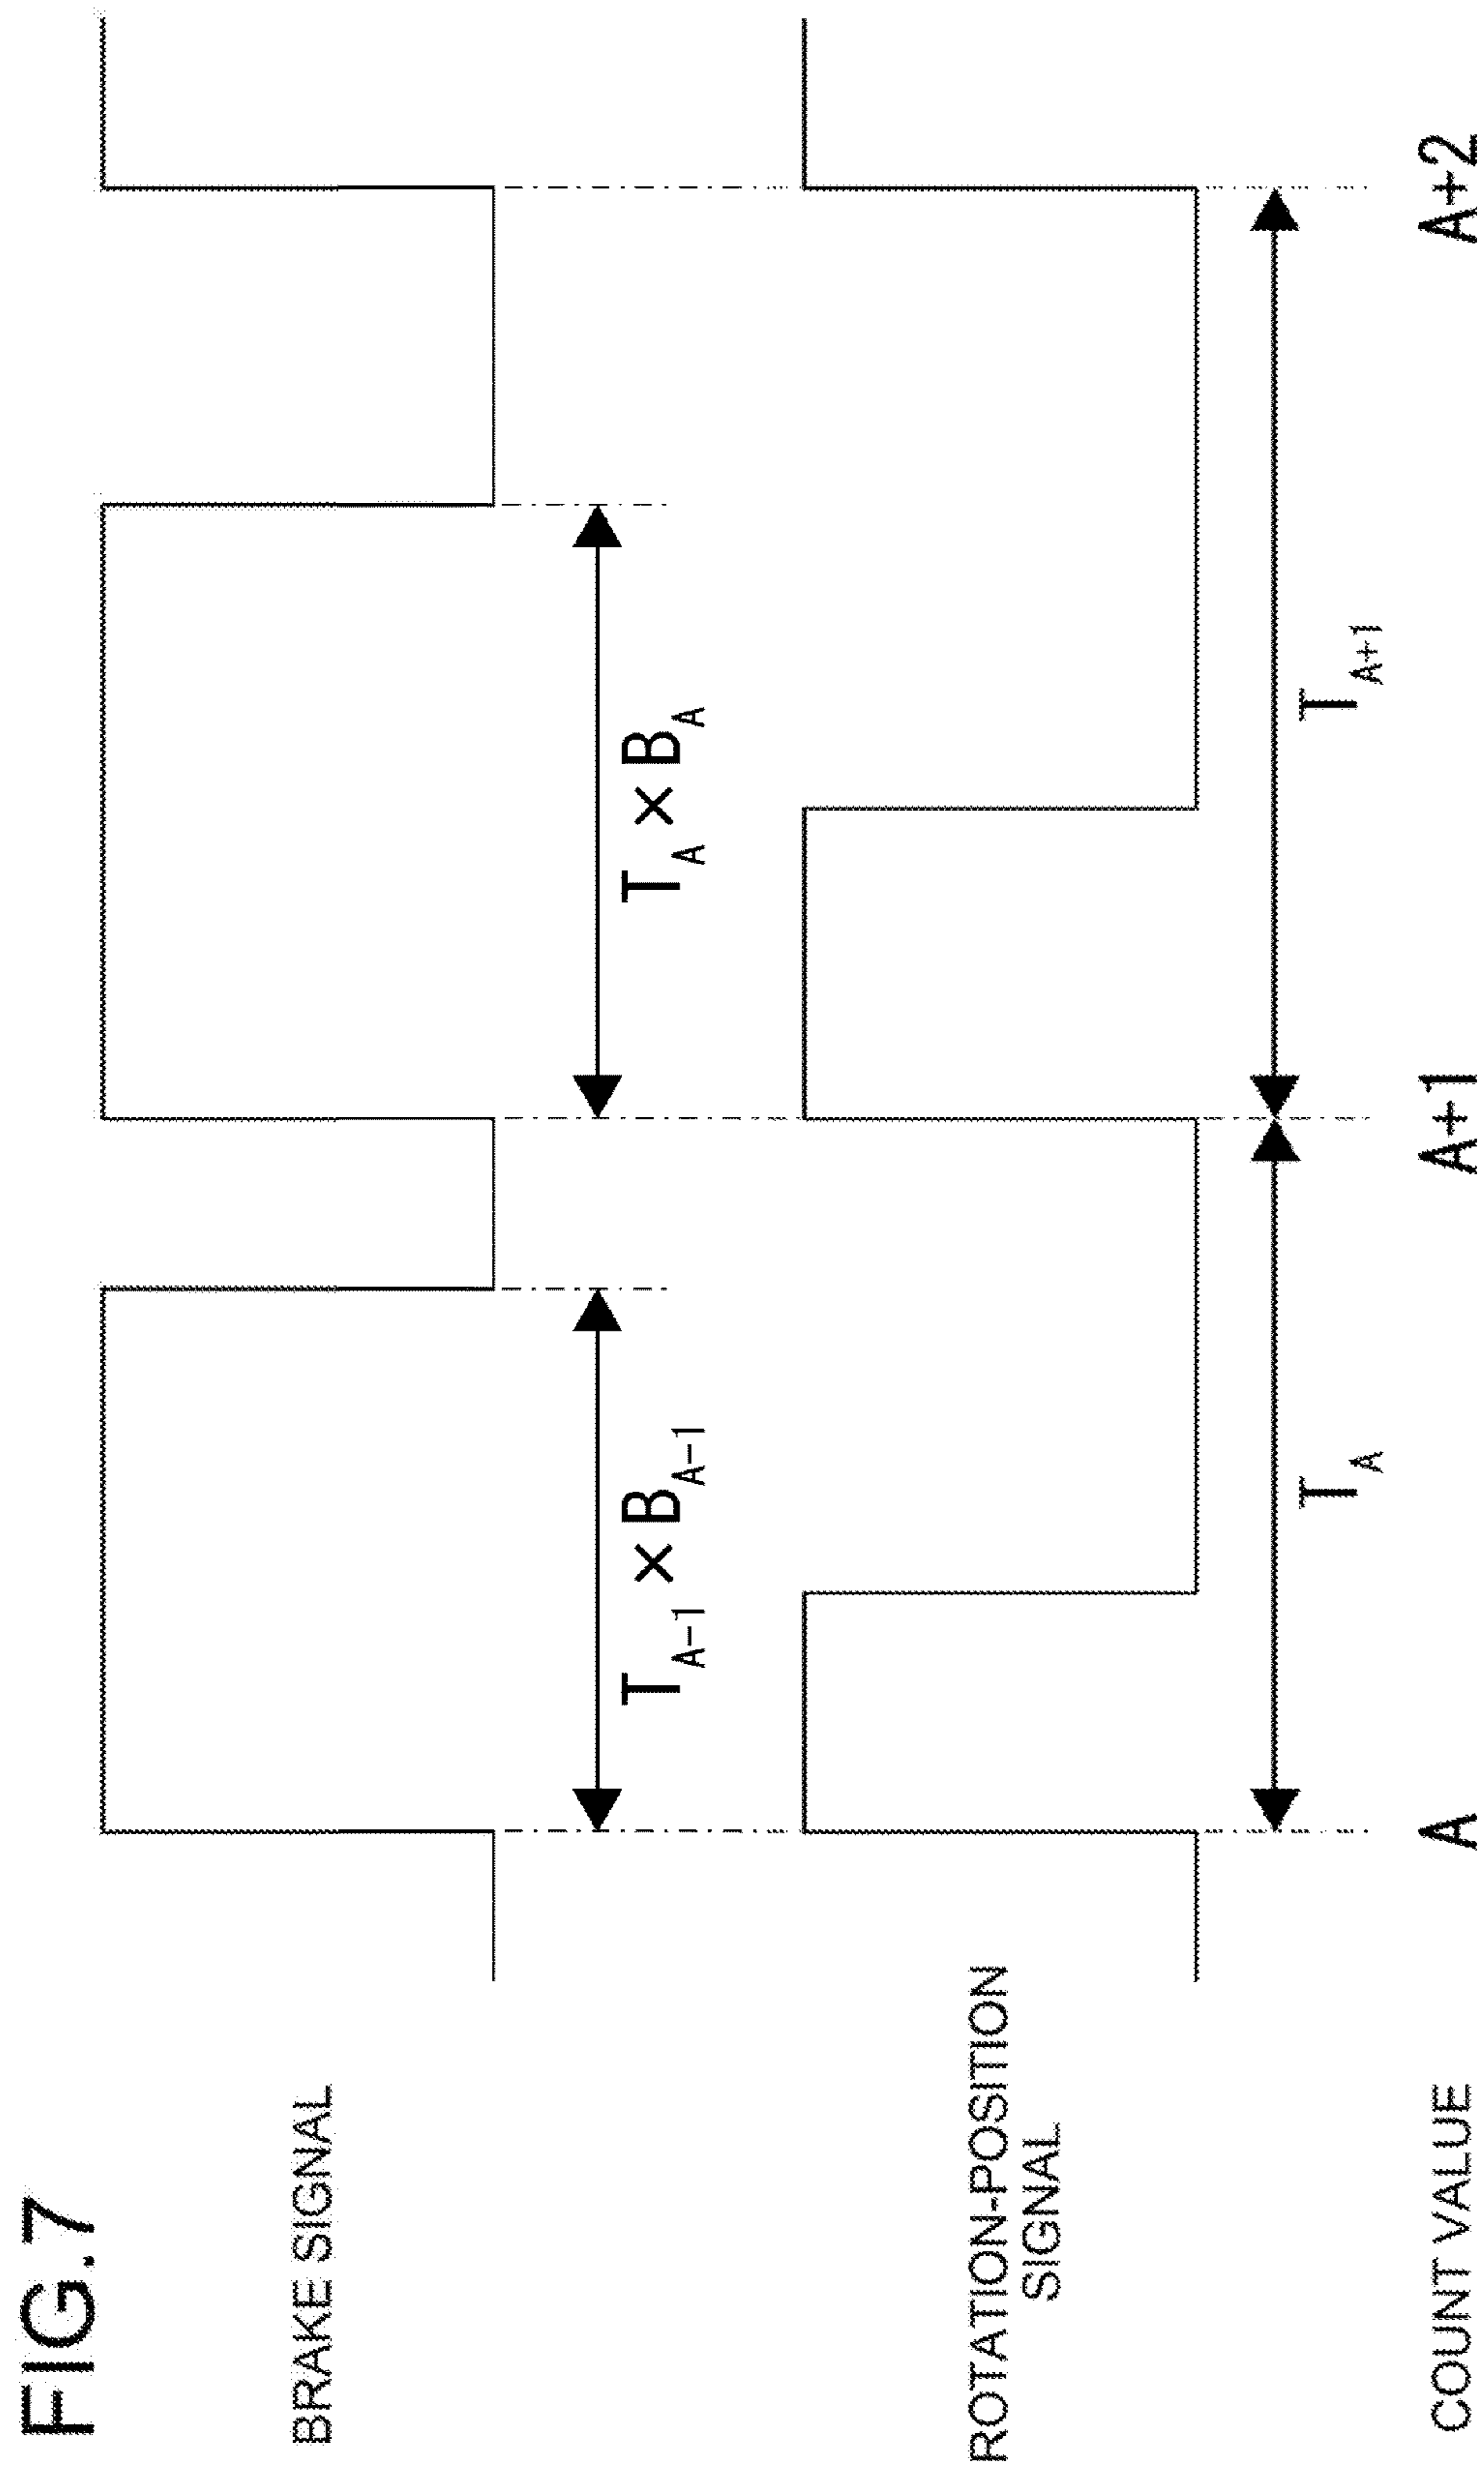 FIG.7
BRAKE SIGNAL
T_{A-1} × B_{A-1}
T_A × B_A
ROTATION-POSITION
SIGNAL
T_A
T_{A+1}
COUNT VALUE
A
A+1
A+2